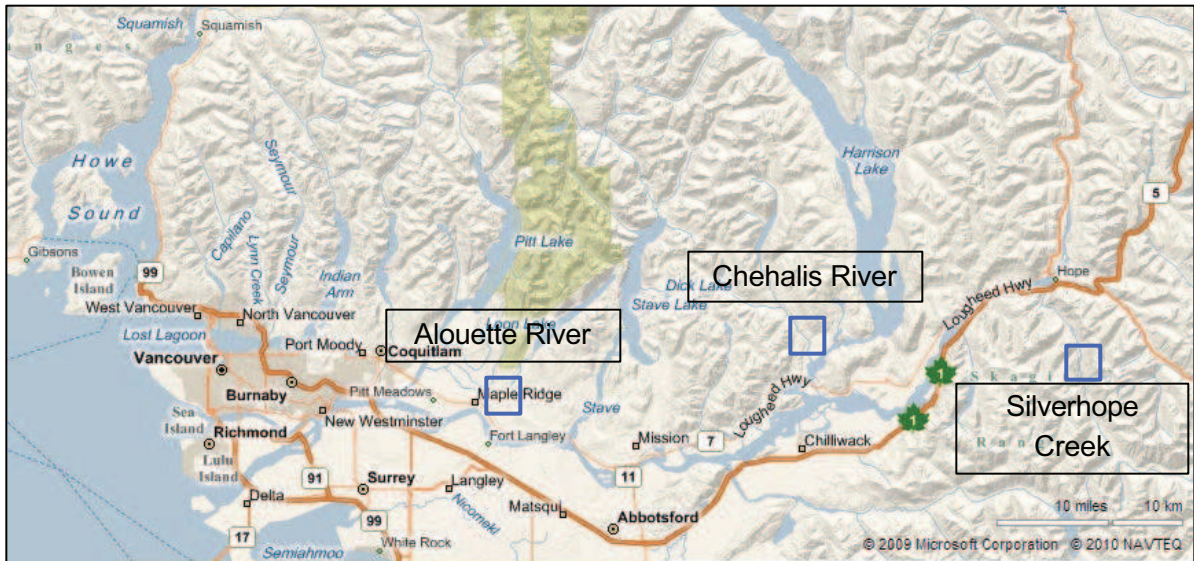 Squamish
Squamish
a n g e s
Howe
Sound
Gibsons
Bowen
Island
99
Capilano
Lynn Creek
Seymour
Seymour
Indian
Arm
Pitt Lake
Harrison
Lake
5
Hope
Dick Lake
Stave Lake
Chehalis River
Loon Lake
Alouette River
West Vancouver
North Vancouver
Lost Lagoon
Port Moody
Coquitlam
Vancouver
Burnaby
Pitt Meadows
Maple Ridge
New Westminster
Sea
Island
Richmond
Lulu
Island
Fort Langley
Stave
Mission
7
Lougheed Hwy
Lougheed Hwy
1
1
Chilliwack
Skagit
Ran
Silverhope
Creek
91
Surrey
Langley
Delta
Nicomekl
11
Matsqui
Abbotsford
99
17
White Rock
Semiahmoo
10 miles
10 km
© 2009 Microsoft Corporation © 2010 NAVTEQ